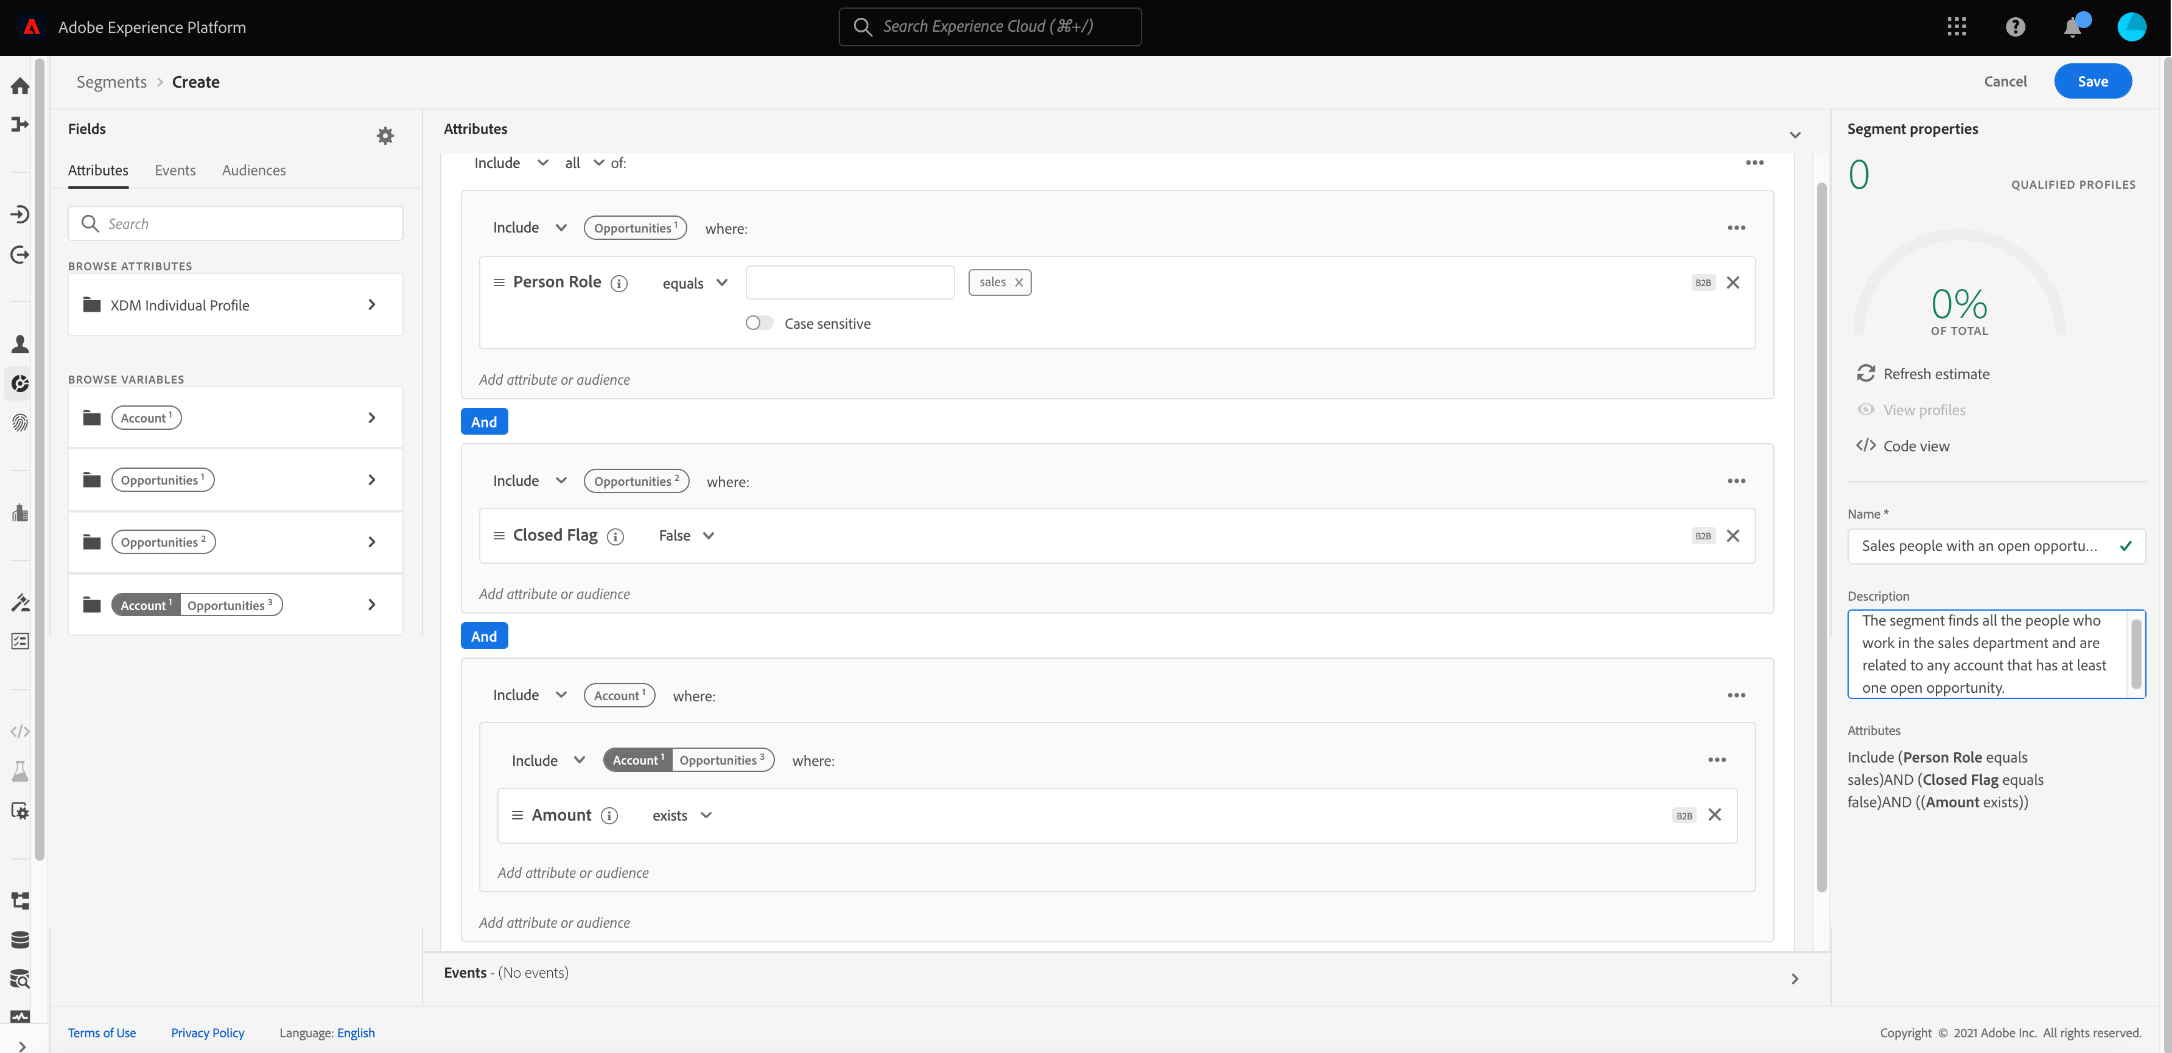 Adobe Experience Platform
Search Experience Cloud (⌘+/)
Segments > Create
Cancel
Save
Fields
Attributes
Events
Audiences
Search
BROWSE ATTRIBUTES
XDM Individual Profile
BROWSE VARIABLES
Account 1
Opportunities 1
Opportunities 2
Account 1 Opportunities 3
Attributes
Include all of:
Include Opportunities 1 where:
Person Role equals sales B2B
Case sensitive
Add attribute or audience
And
Include Opportunities 2 where:
Closed Flag False B2B
Add attribute or audience
And
Include Account 1 where:
Include Account 1 Opportunities 3 where:
Amount exists B2B
Add attribute or audience
Add attribute or audience
Events - (No events)
Segment properties
0 QUALIFIED PROFILES
0%
OF TOTAL
Refresh estimate
View profiles
</> Code view
Name *
Sales people with an open opportu...
Description
The segment finds all the people who
work in the sales department and are
related to any account that has at least
one open opportunity.
Attributes
Include (Person Role equals
sales)AND (Closed Flag equals
false)AND ((Amount exists))
Terms of Use
Privacy Policy
Language: English
Copyright © 2021 Adobe Inc. All rights reserved.